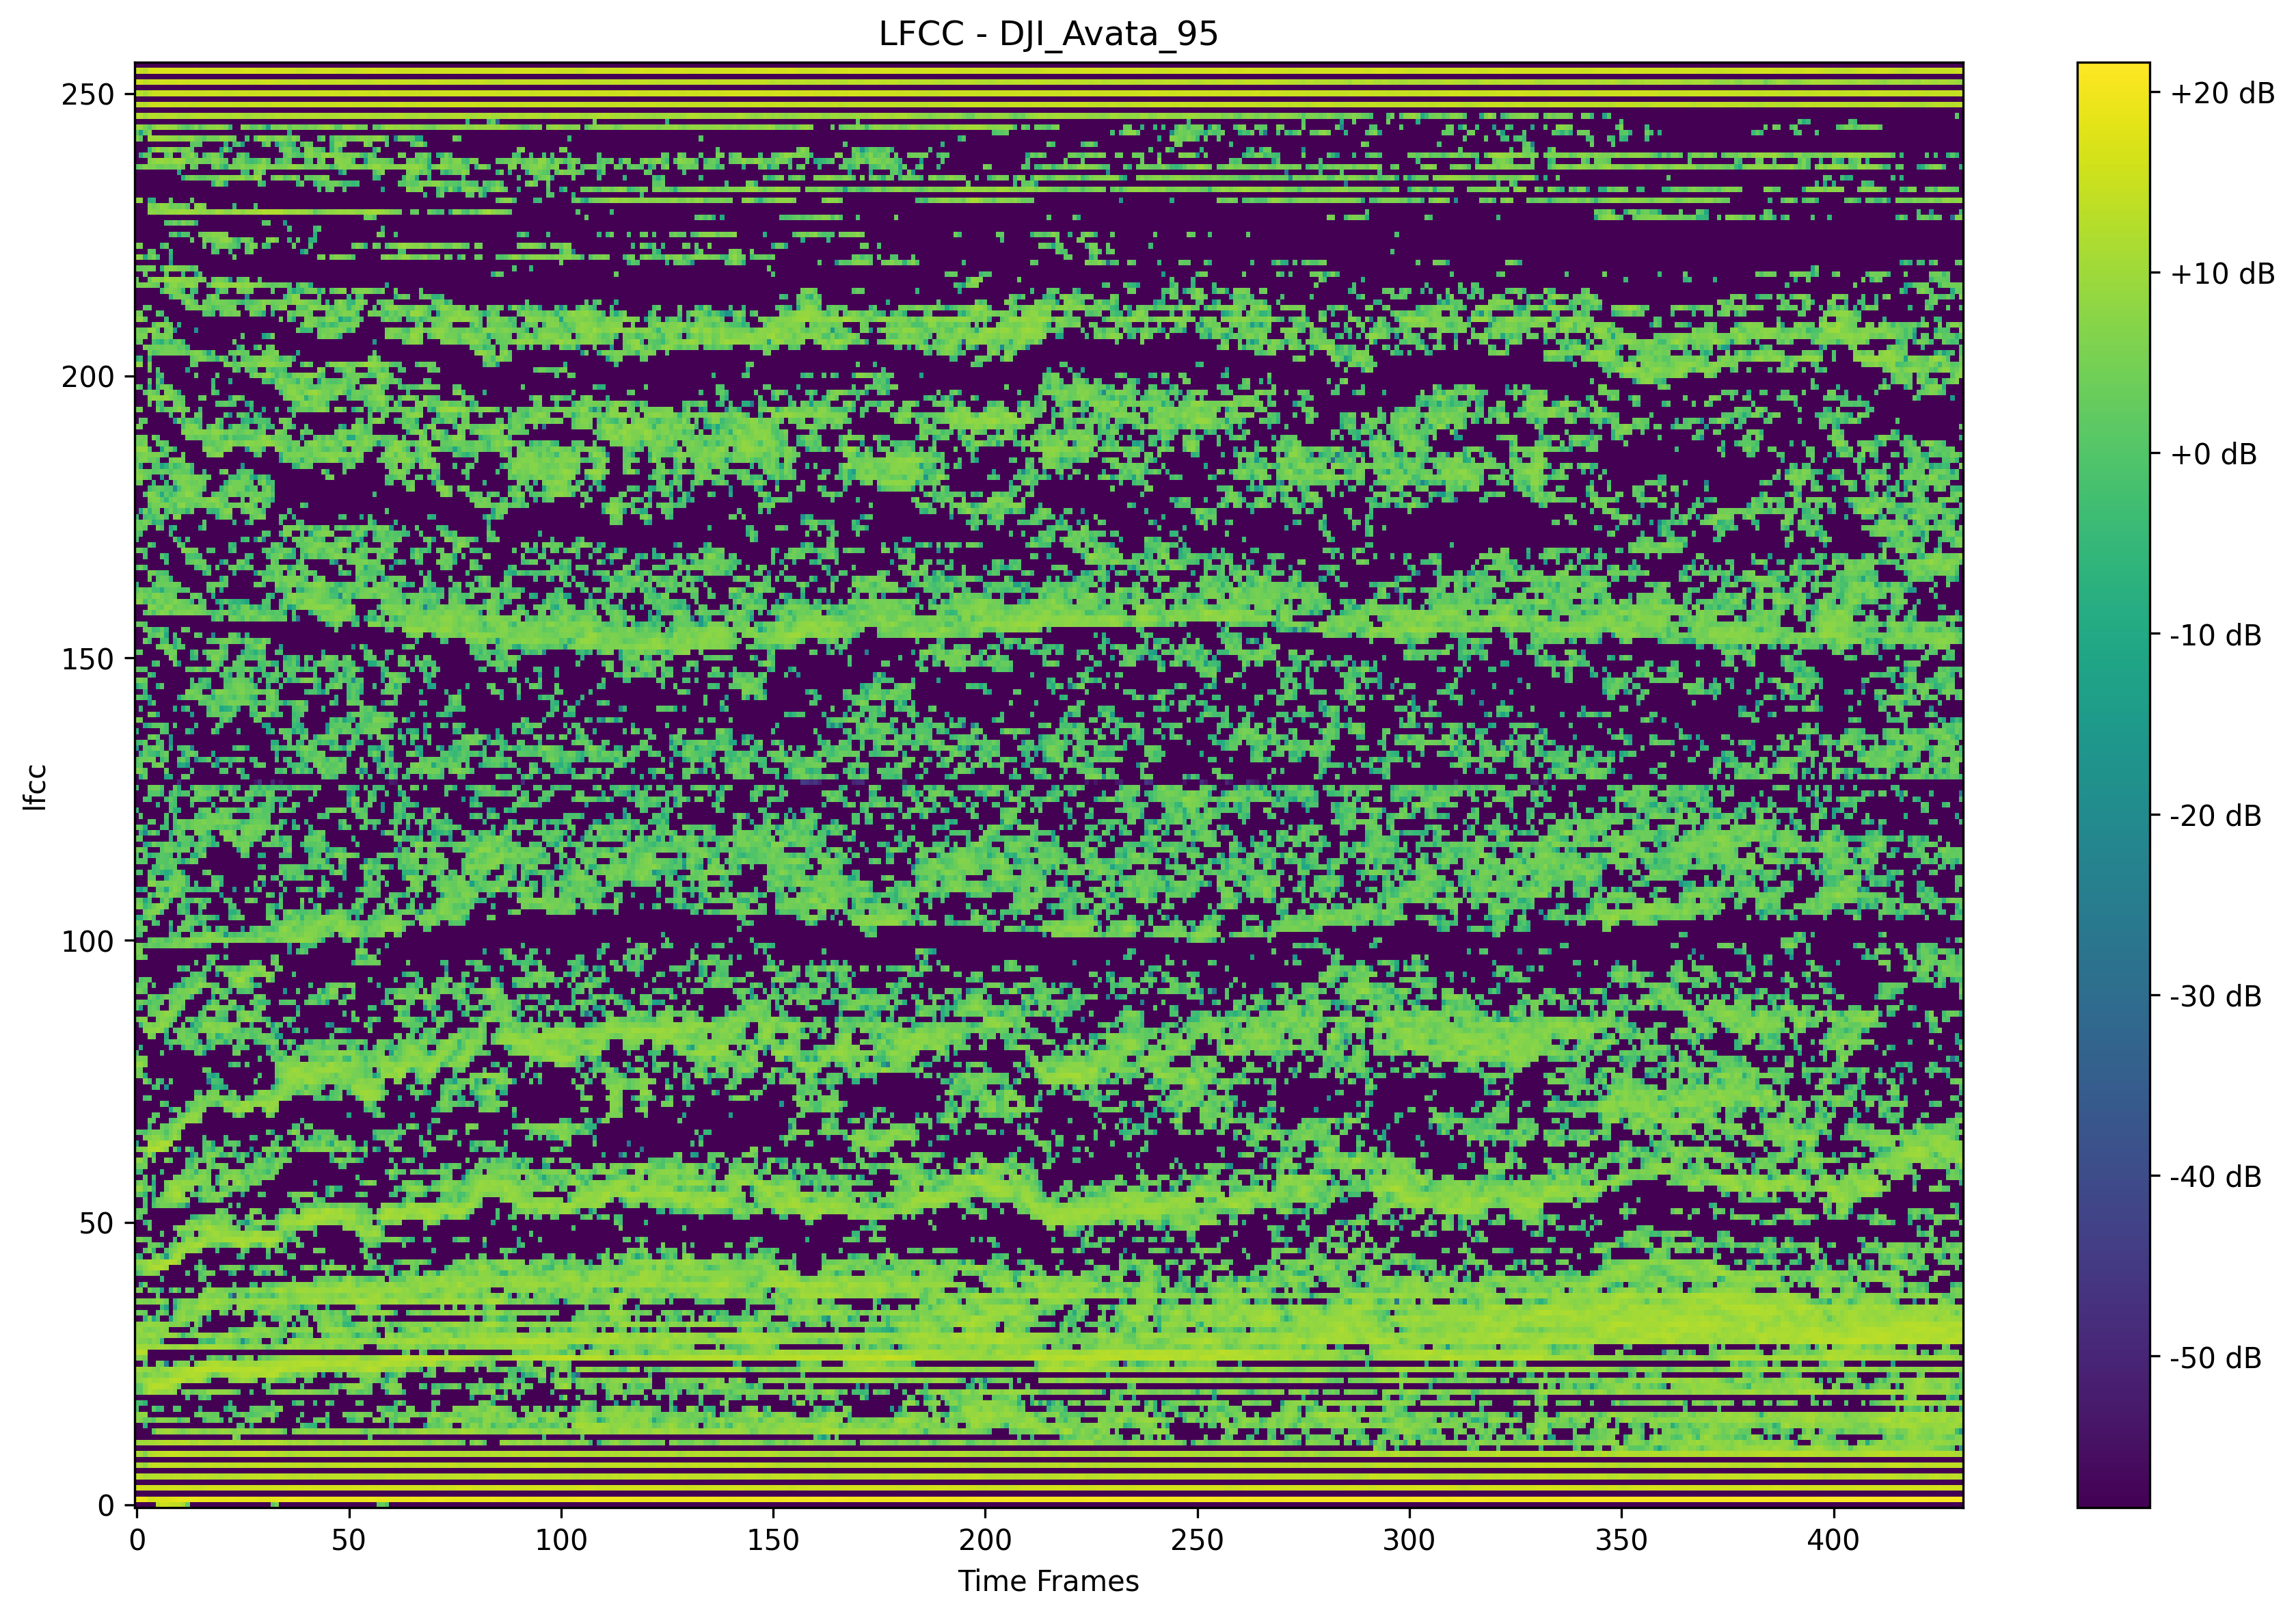 LFCC - DJI_Avata_95
lfcc
250
200
150
100
50
0
0 50 100 150 200 250 300 350 400
Time Frames
+20 dB
+10 dB
+0 dB
-10 dB
-20 dB
-30 dB
-40 dB
-50 dB